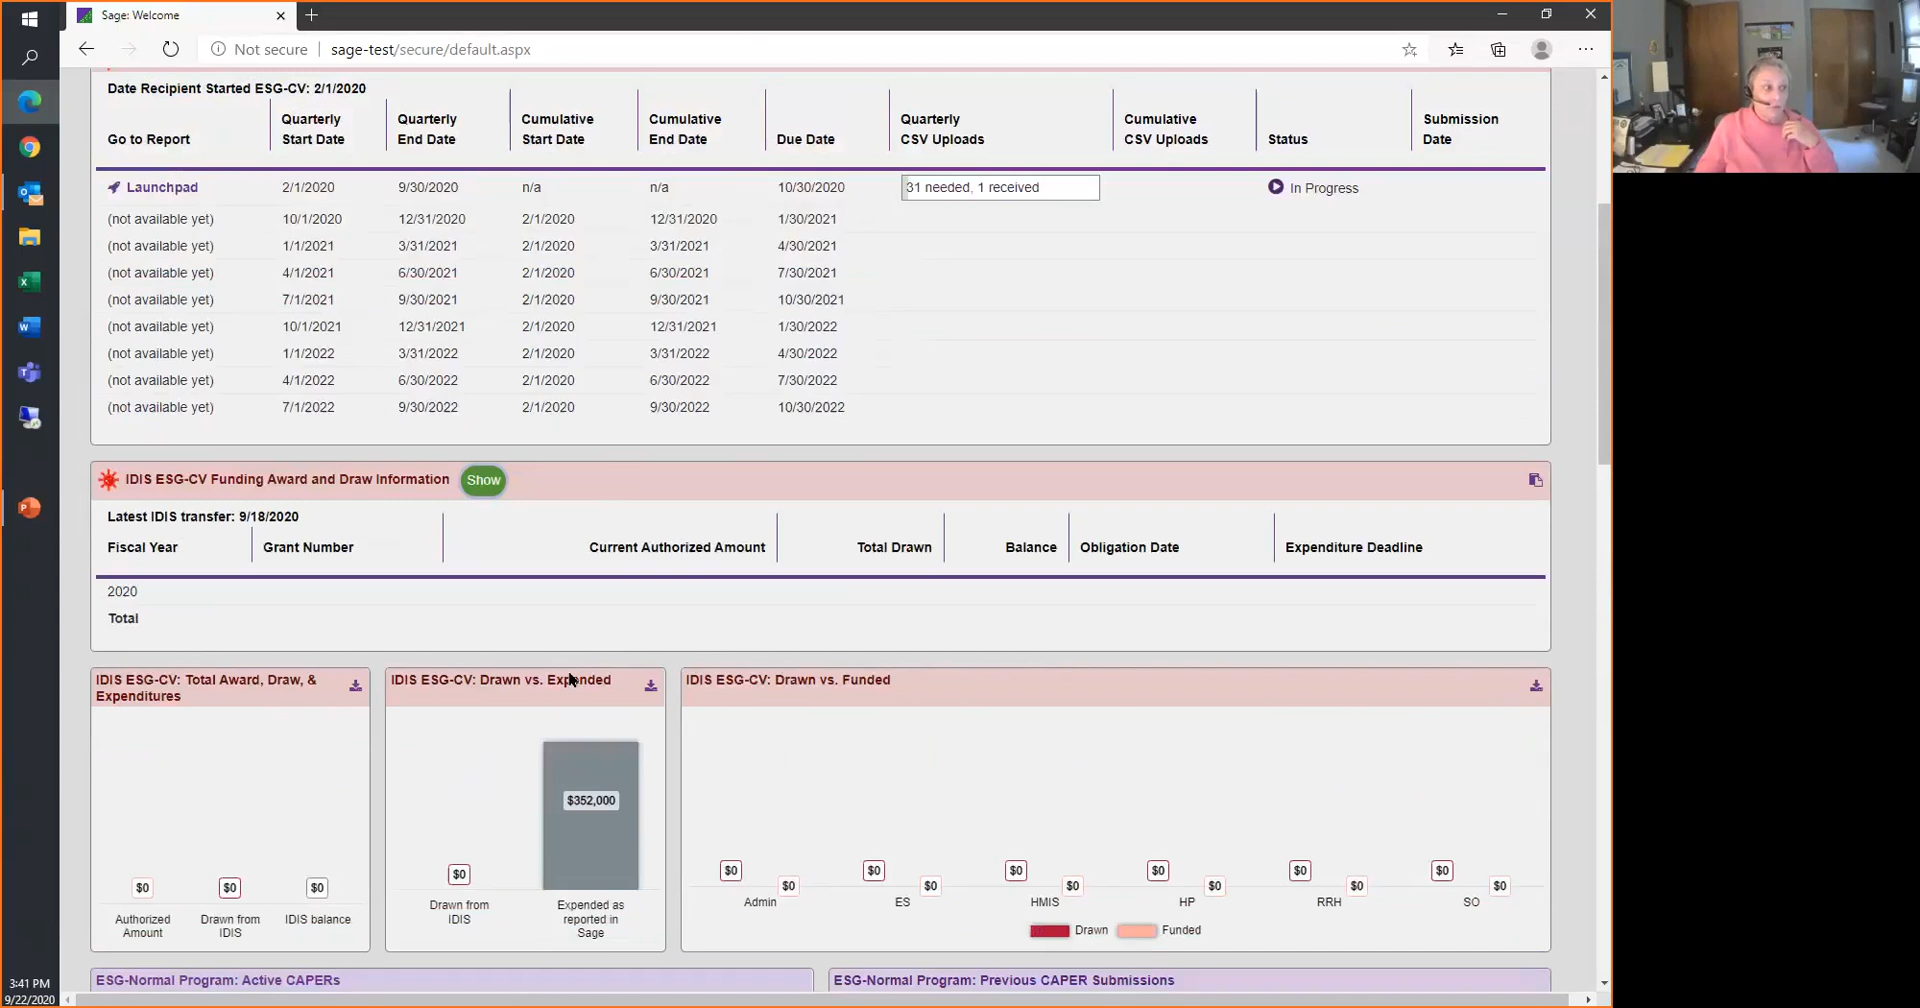 Sage: Welcome
Not secure
sage-test/secure/default.aspx
Date Recipient Started ESG-CV: 2/1/2020
Go to Report
Quarterly Start Date
Quarterly End Date
Cumulative Start Date
Cumulative End Date
Due Date
Quarterly CSV Uploads
Cumulative CSV Uploads
Status
Submission Date
Launchpad 2/1/2020 9/30/2020 n/a n/a 10/30/2020 31 needed, 1 received In Progress
(not available yet) 10/1/2020 12/31/2020 2/1/2020 12/31/2020 1/30/2021
(not available yet) 1/1/2021 3/31/2021 2/1/2020 3/31/2021 4/30/2021
(not available yet) 4/1/2021 6/30/2021 2/1/2020 6/30/2021 7/30/2021
(not available yet) 7/1/2021 9/30/2021 2/1/2020 9/30/2021 10/30/2021
(not available yet) 10/1/2021 12/31/2021 2/1/2020 12/31/2021 1/30/2022
(not available yet) 1/1/2022 3/31/2022 2/1/2020 3/31/2022 4/30/2022
(not available yet) 4/1/2022 6/30/2022 2/1/2020 6/30/2022 7/30/2022
(not available yet) 7/1/2022 9/30/2022 2/1/2020 9/30/2022 10/30/2022
IDIS ESG-CV Funding Award and Draw Information Show
Latest IDIS transfer: 9/18/2020
Fiscal Year Grant Number Current Authorized Amount Total Drawn Balance Obligation Date Expenditure Deadline
2020
Total
IDIS ESG-CV: Total Award, Draw, &
Expenditures
$0 $0 $0
Authorized Amount
Drawn from IDIS
IDIS balance
IDIS ESG-CV: Drawn vs. Expended
$352,000
$0
Drawn from IDIS
Expended as reported in Sage
IDIS ESG-CV: Drawn vs. Funded
$0 $0 $0 $0 $0 $0
$0 $0 $0 $0 $0 $0
Admin ES HMIS HP RRH SO
Drawn Funded
ESG-Normal Program: Active CAPERs
ESG-Normal Program: Previous CAPER Submissions
3:41 PM
9/22/2020